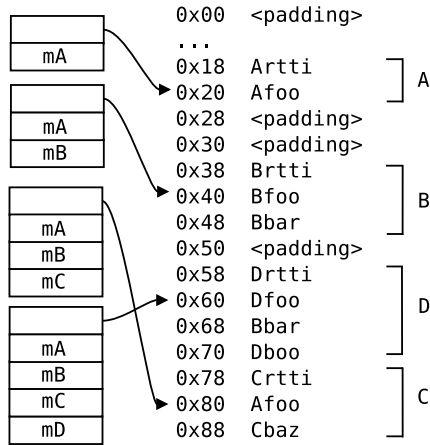 mA
mA
mB
mA
mB
mC
mA
mB
mC
mD
0x00 <padding>
...
0x18 Artti
0x20 Afoo
0x28 <padding>
0x30 <padding>
0x38 Brtti
0x40 Bfoo
0x48 Bbar
0x50 <padding>
0x58 Drtti
0x60 Dfoo
0x68 Bbar
0x70 Dboo
0x78 Crtti
0x80 Afoo
0x88 Cbaz
A
B
D
C